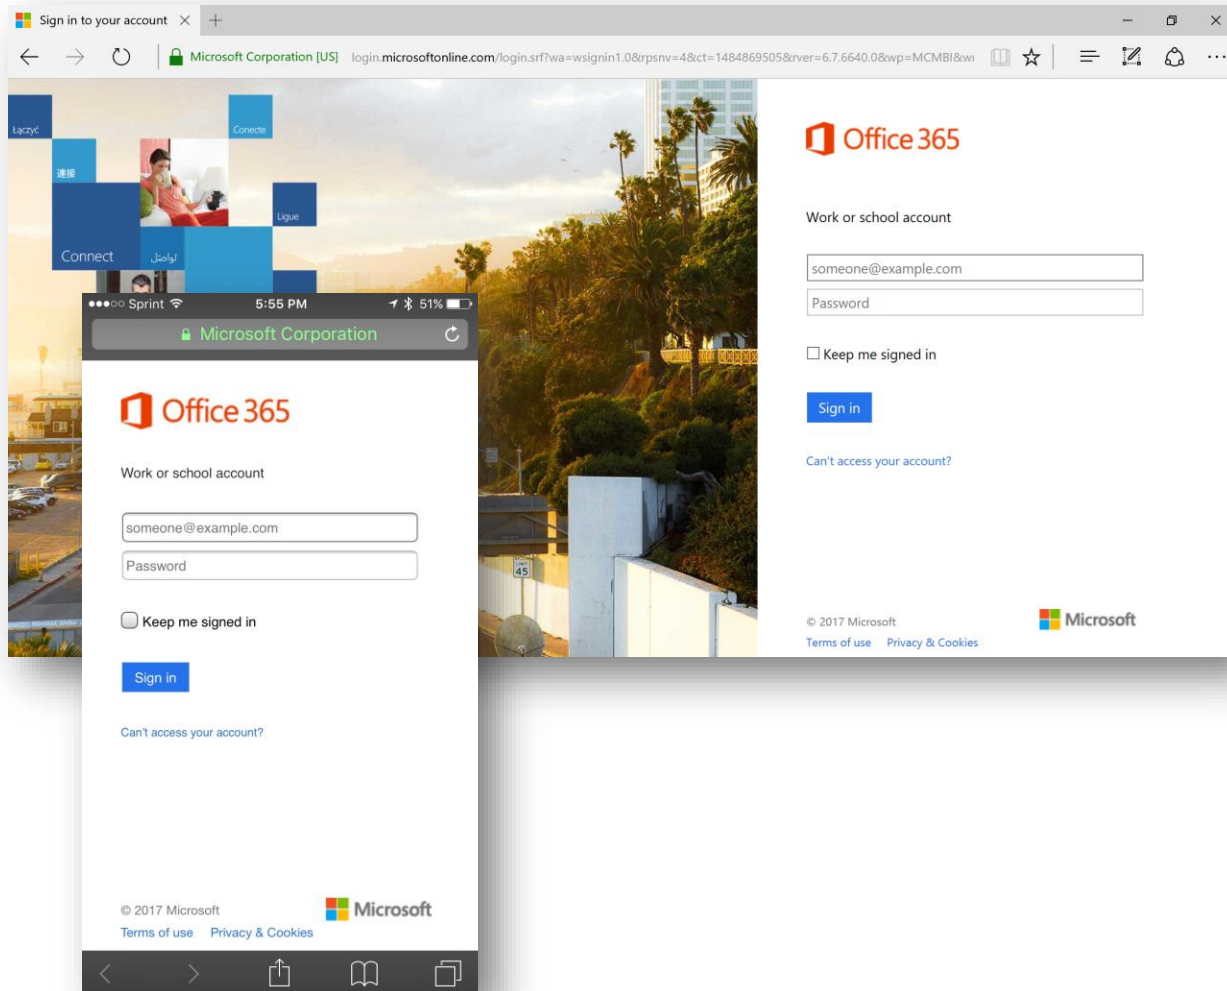 Sign in to your account
Microsoft Corporation [US] login.microsoftonline.com/login.srf?wa=wsignin1.0&rpsnv=4&ct=1484869505&rver=6.7.6640.0&wp=MCMBI&wr
Łączyć
Conecte
連接
Ligue
Connect
تواصل
Office 365
Work or school account
someone@example.com
Password
Keep me signed in
Sign in
Can't access your account?
© 2017 Microsoft
Microsoft
Terms of use Privacy & Cookies
45
Sprint 5:55 PM 51%
Microsoft Corporation
Office 365
Work or school account
someone@example.com
Password
Keep me signed in
Sign in
Can't access your account?
© 2017 Microsoft
Microsoft
Terms of use Privacy & Cookies